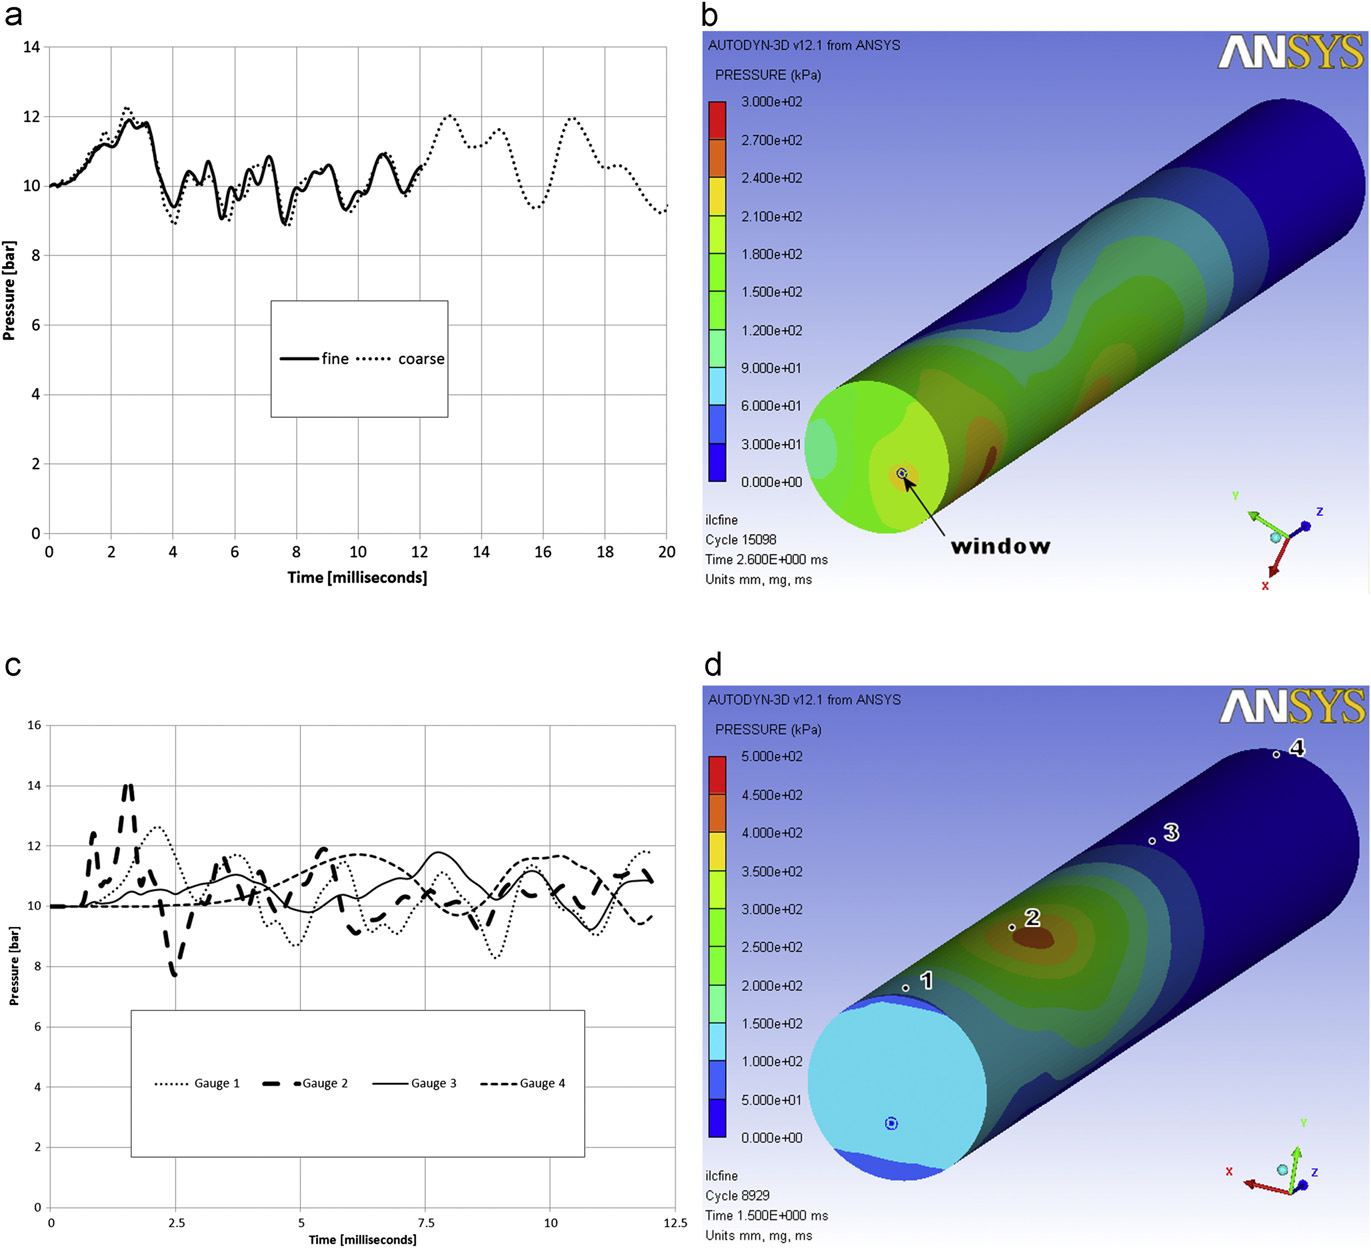 a
14
12
10
8
6
4
2
0
Pressure [bar]
fine coarse
0 2 4 6 8 10 12 14 16 18 20
Time [milliseconds]
b
AUTODYN-3D v12.1 from ANSYS
ANSYS
PRESSURE (kPa)
3.000e+02
2.700e+02
2.400e+02
2.100e+02
1.800e+02
1.500e+02
1.200e+02
9.000e+01
6.000e+01
3.000e+01
0.000e+00
window
ilcfine
Cycle 15098
Time 2.600E+000 ms
Units mm, mg, ms
Y
Z
X
c
16
14
12
10
8
6
4
2
0
Pressure [bar]
Gauge 1 Gauge 2 Gauge 3 Gauge 4
0 2.5 5 7.5 10 12.5
Time [milliseconds]
d
AUTODYN-3D v12.1 from ANSYS
ANSYS
PRESSURE (kPa)
5.000e+02
4.500e+02
4.000e+02
3.500e+02
3.000e+02
2.500e+02
2.000e+02
1.500e+02
1.000e+02
5.000e+01
0.000e+00
4
3
2
1
ilcfine
Cycle 8929
Time 1.500E+000 ms
Units mm, mg, ms
Y
X
Z